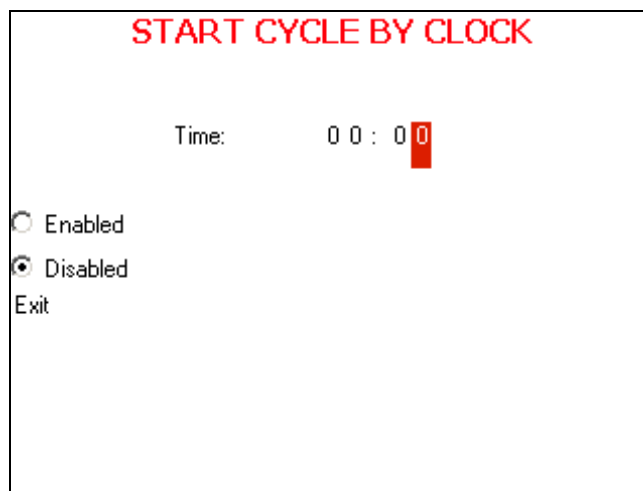 START CYCLE BY CLOCK
Time: 0 0 : 0 0
Enabled
Disabled
Exit